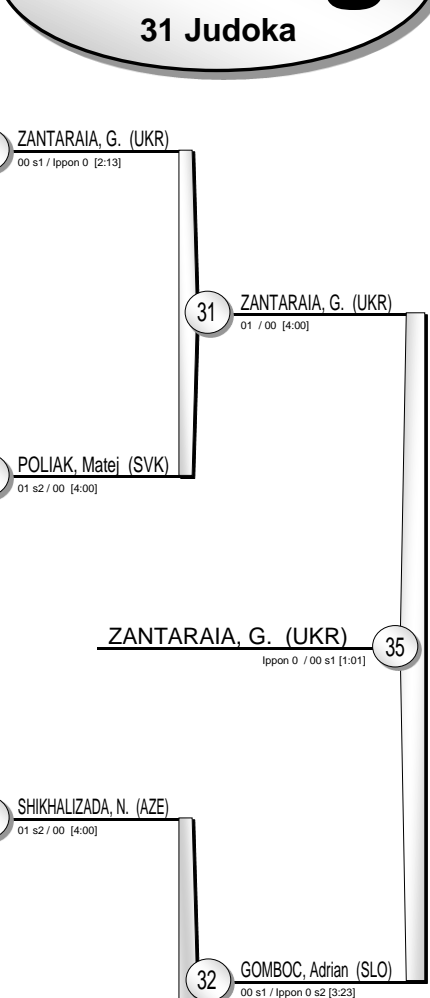 31 Judoka
ZANTARAIA, G. (UKR)
00 s1 / Ippon 0 [2:13]
31
ZANTARAIA, G. (UKR)
01 / 00 [4:00]
POLIAK, Matej (SVK)
01 s2 / 00 [4:00]
ZANTARAIA, G. (UKR)
35
Ippon 0 / 00 s1 [1:01]
SHIKHALIZADA, N. (AZE)
01 s2 / 00 [4:00]
32
GOMBOC, Adrian (SLO)
00 s1 / Ippon 0 s2 [3:23]